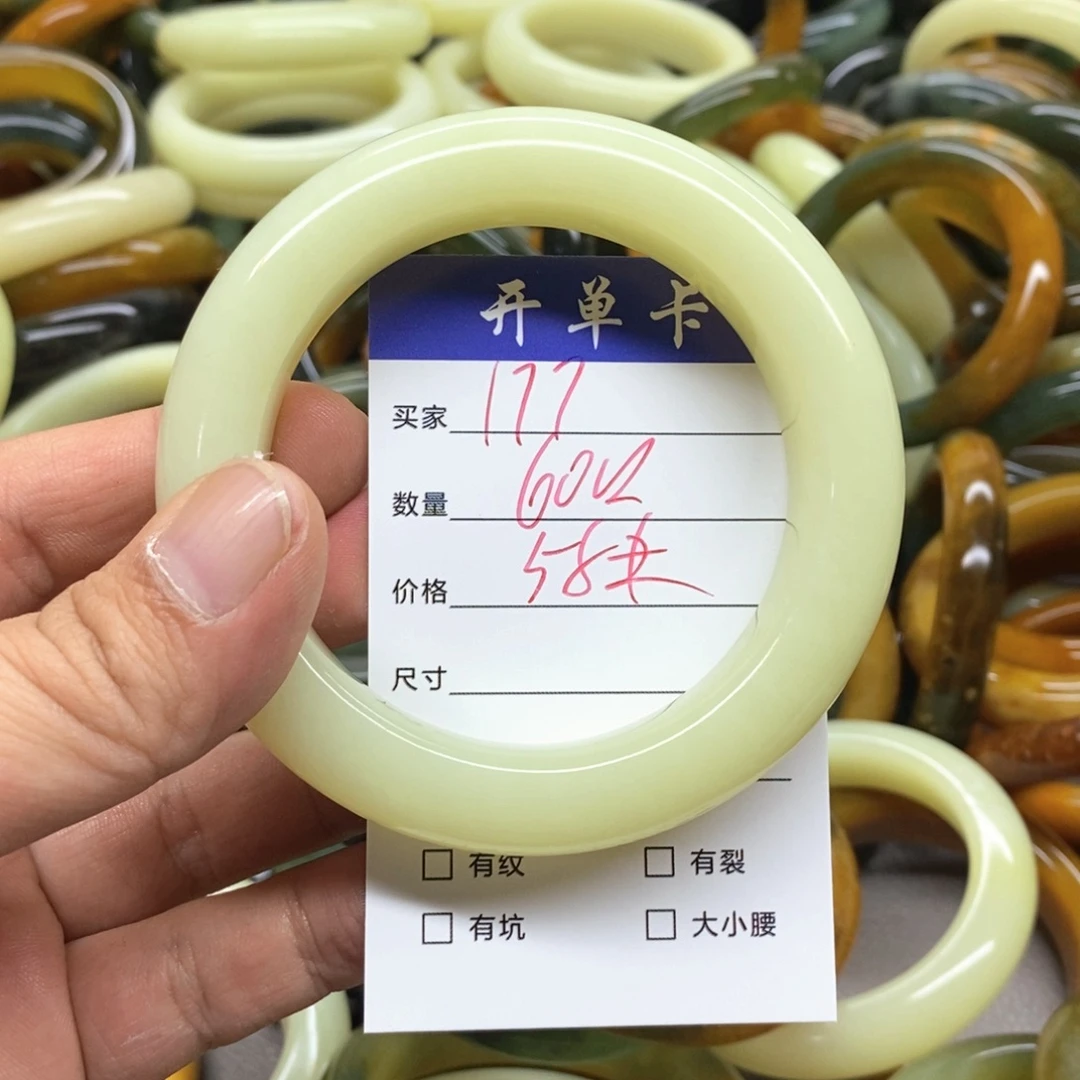 开单卡
买家 177
数量
价格 58
尺寸
有纹 有裂
有坑 大小腰